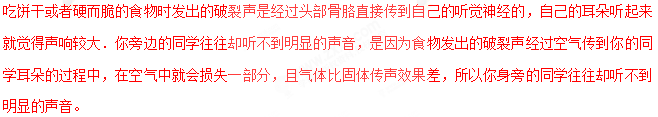 吃饼干或者硬而脆的食物时发出的破裂声是经过头部骨胳直接传到自己的听觉神经的，自己的耳朵听起来
就觉得声响较大．你旁边的同学往往却听不到明显的声音，是因为食物发出的破裂声经过空气传到你的同
学耳朵的过程中，在空气中就会损失一部分，且气体比固体传声效果差，所以你身旁的同学往往却听不到
明显的声音。